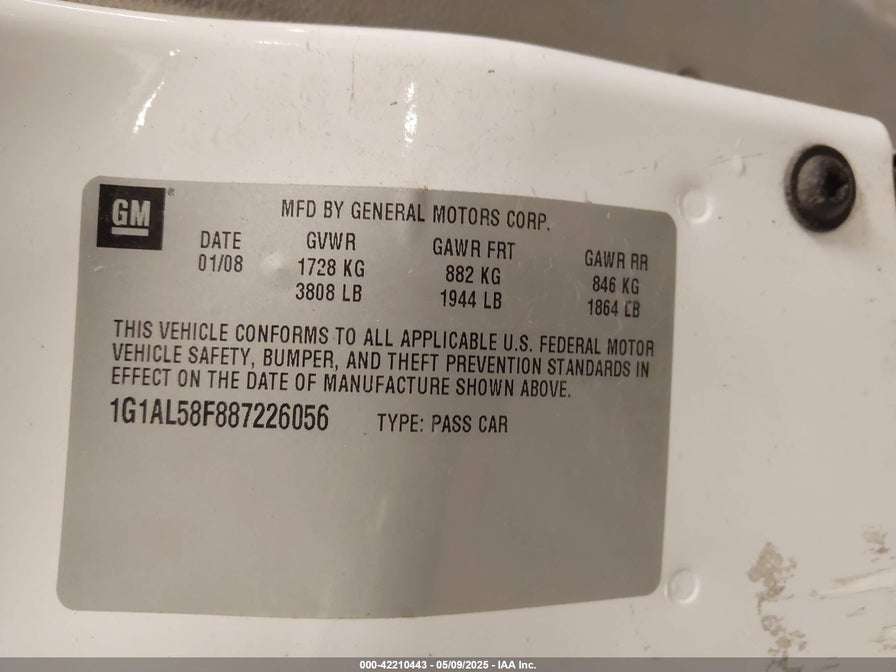 GM ®
MFD BY GENERAL MOTORS CORP.
DATE GVWR GAWR FRT GAWR RR
01/08 1728 KG 882 KG 846 KG
3808 LB 1944 LB 1864 LB
THIS VEHICLE CONFORMS TO ALL APPLICABLE U.S. FEDERAL MOTOR
VEHICLE SAFETY, BUMPER, AND THEFT PREVENTION STANDARDS IN
EFFECT ON THE DATE OF MANUFACTURE SHOWN ABOVE.
1G1AL58F887226056 TYPE: PASS CAR
000-42210443 - 05/09/2025 - IAA Inc.